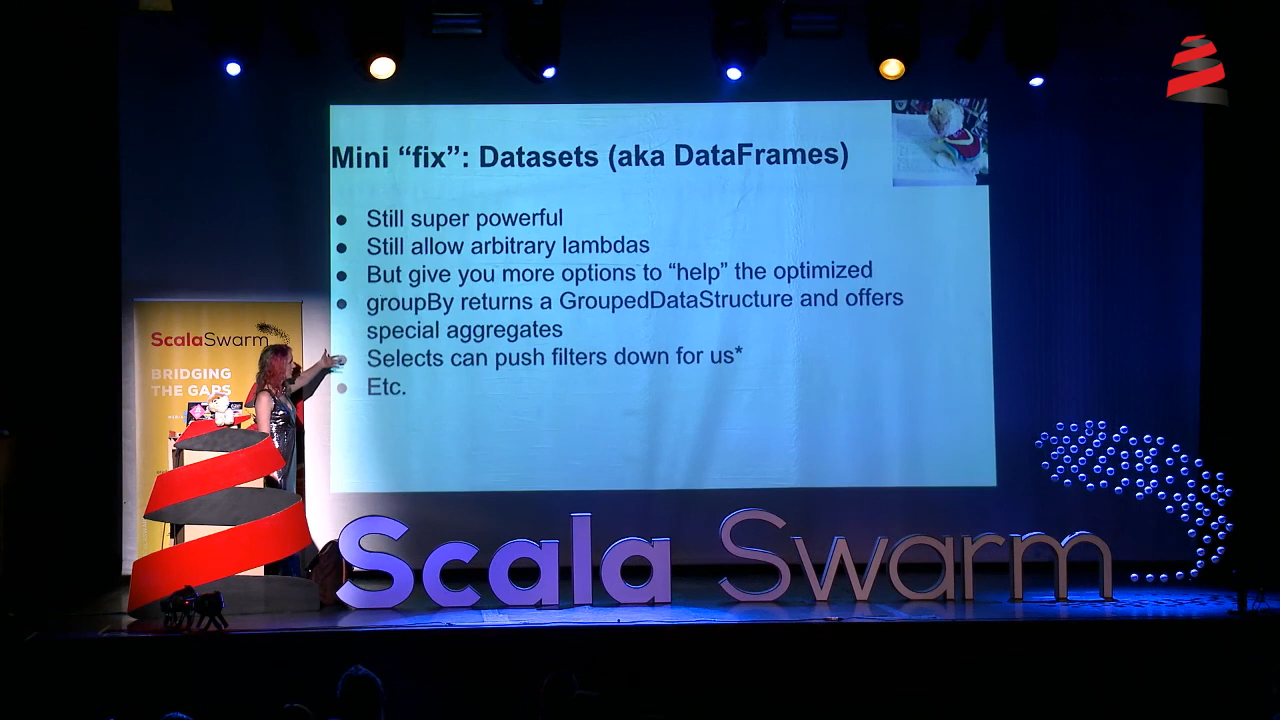 Mini “fix”: Datasets (aka DataFrames)
● Still super powerful
● Still allow arbitrary lambdas
● But give you more options to “help” the optimized
● groupBy returns a GroupedDataStructure and offers
special aggregates
● Selects can push filters down for us*
● Etc.
ScalaSwarm
BRIDGING
THE GAPS
Scala Swarm